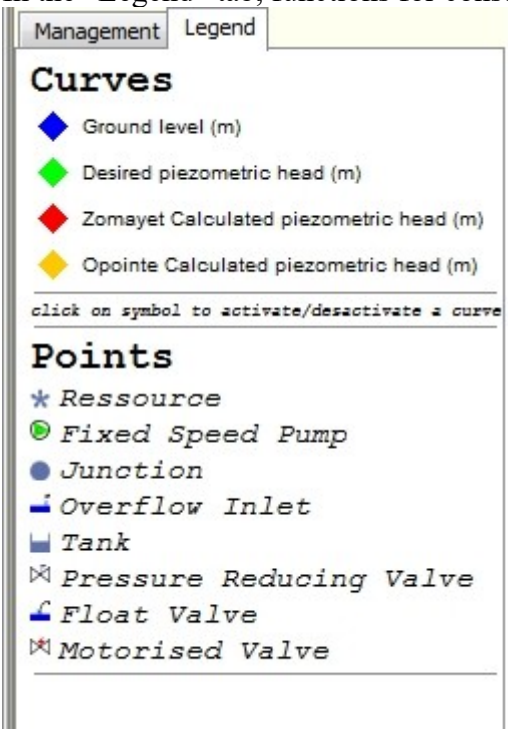 Management Legend
Curves
Ground level (m)
Desired piezometric head (m)
Zomayet Calculated piezometric head (m)
Opointe Calculated piezometric head (m)
click on symbol to activate/desactivate a curve
Points
Ressource
Fixed Speed Pump
Junction
Overflow Inlet
Tank
Pressure Reducing Valve
Float Valve
Motorised Valve